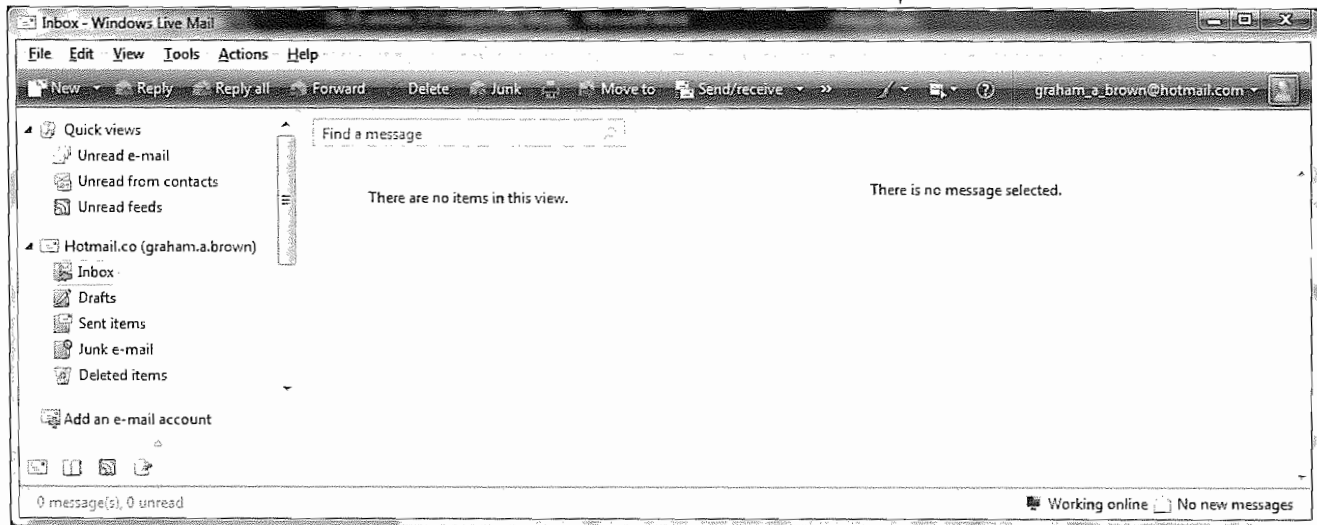 Inbox - Windows Live Mail
File Edit View Tools Actions Help
New Reply Reply all Forward Delete Junk Move to Send/receive » graham_a_brown@hotmail.com
Quick views
Unread e-mail
Unread from contacts
Unread feeds
Hotmail.co (graham.a.brown)
Inbox
Drafts
Sent items
Junk e-mail
Deleted items
Add an e-mail account
Find a message
There are no items in this view.
There is no message selected.
0 message(s), 0 unread
Working online No new messages